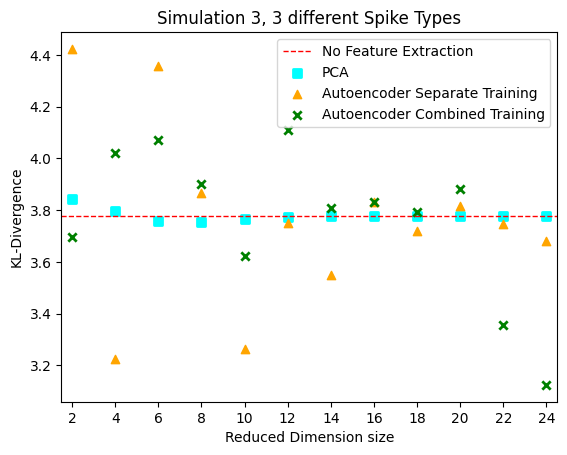 Simulation 3, 3 different Spike Types
No Feature Extraction
PCA
Autoencoder Separate Training
Autoencoder Combined Training
KL-Divergence
4.4
4.2
4.0
3.8
3.6
3.4
3.2
2 4 6 8 10 12 14 16 18 20 22 24
Reduced Dimension size